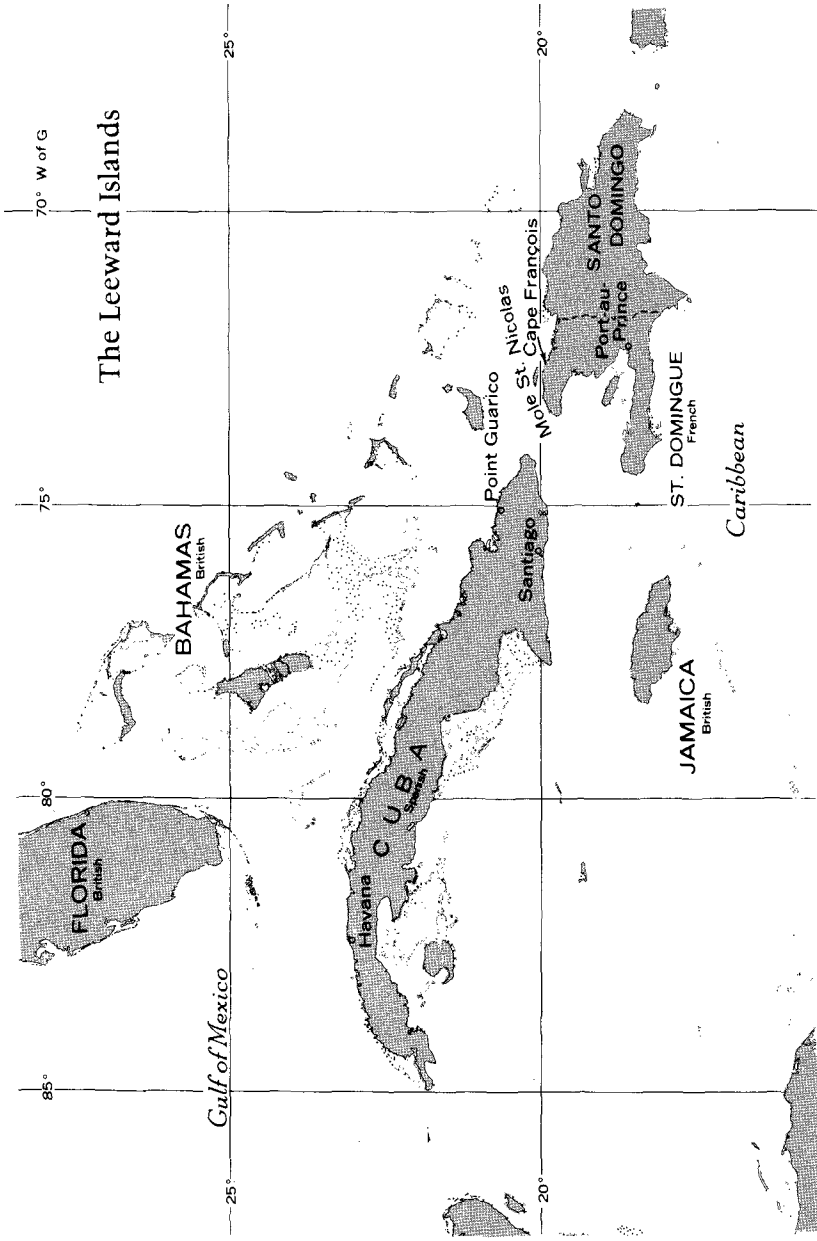 The Leeward Islands
85°
80°
75°
70° W of G
25°
25°
20°
20°
FLORIDA
British
Gulf of Mexico
BAHAMAS
British
Havana
CUBA
Spanish
Point Guarico
Santiago
Mole St. Nicolas
Cape François
Port-au-
Prince
SANTO
DOMINGO
ST. DOMINGUE
French
JAMAICA
British
Caribbean